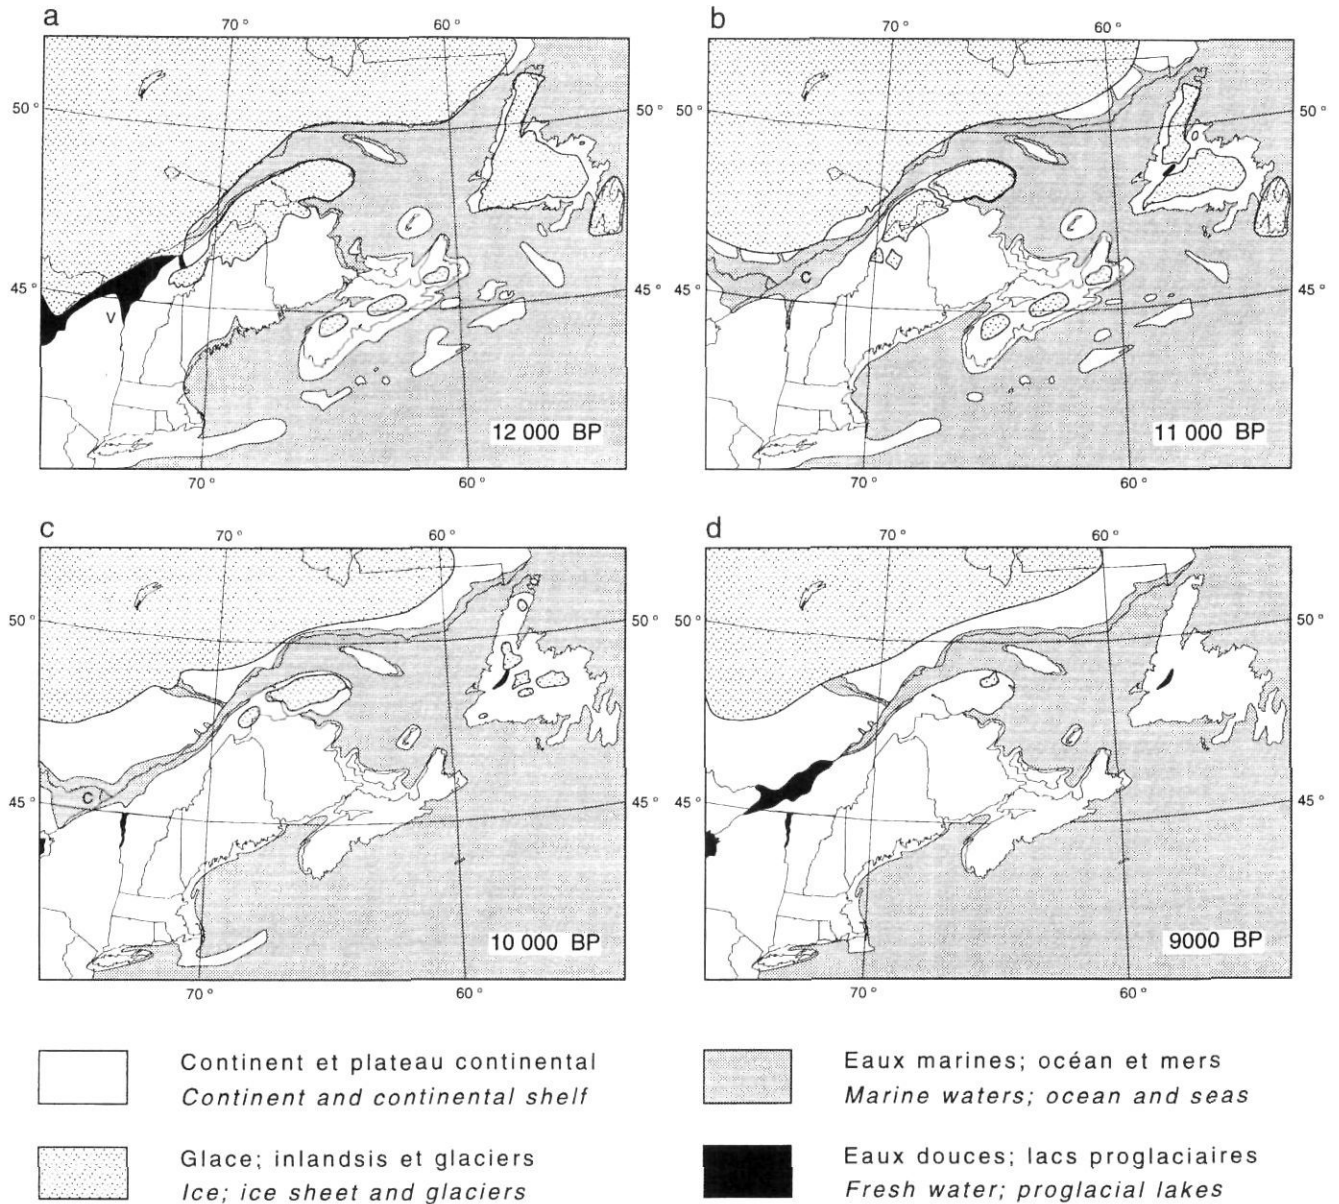 a
b
70 °
60 °
70 °
60 °
50 °
50 °
50 °
50 °
45 °
45 °
45 °
45 °
v
c
12 000 BP
11 000 BP
70 °
60 °
70 °
60 °
c
d
70 °
60 °
70 °
60 °
50 °
50 °
50 °
50 °
45 °
45 °
45 °
45 °
c
10 000 BP
9000 BP
70 °
60 °
70 °
60 °
Continent et plateau continental
Continent and continental shelf
Eaux marines; océan et mers
Marine waters; ocean and seas
Glace; inlandsis et glaciers
Ice; ice sheet and glaciers
Eaux douces; lacs proglaciaires
Fresh water; proglacial lakes